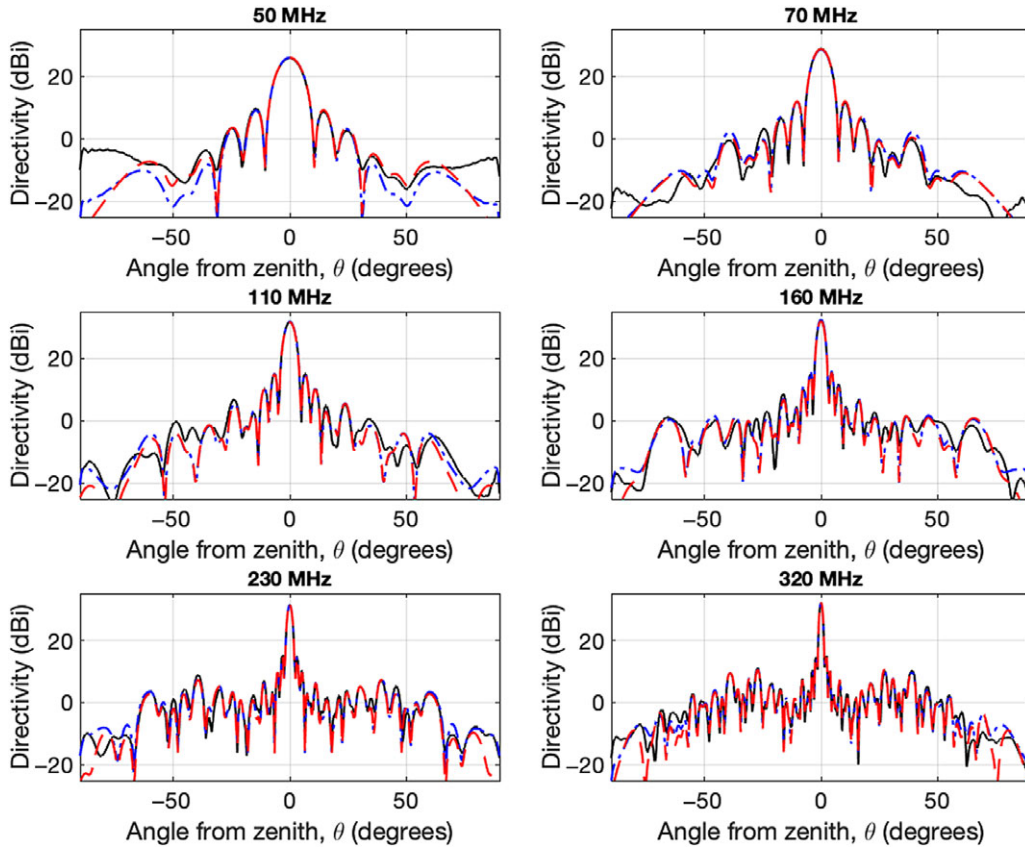 50 MHz
Directivity (dBi)
20
0
−20
−50
0
50
Angle from zenith, θ (degrees)
70 MHz
Directivity (dBi)
20
0
−20
−50
0
50
Angle from zenith, θ (degrees)
110 MHz
Directivity (dBi)
20
0
−20
−50
0
50
Angle from zenith, θ (degrees)
160 MHz
Directivity (dBi)
20
0
−20
−50
0
50
Angle from zenith, θ (degrees)
230 MHz
Directivity (dBi)
20
0
−20
−50
0
50
Angle from zenith, θ (degrees)
320 MHz
Directivity (dBi)
20
0
−20
−50
0
50
Angle from zenith, θ (degrees)